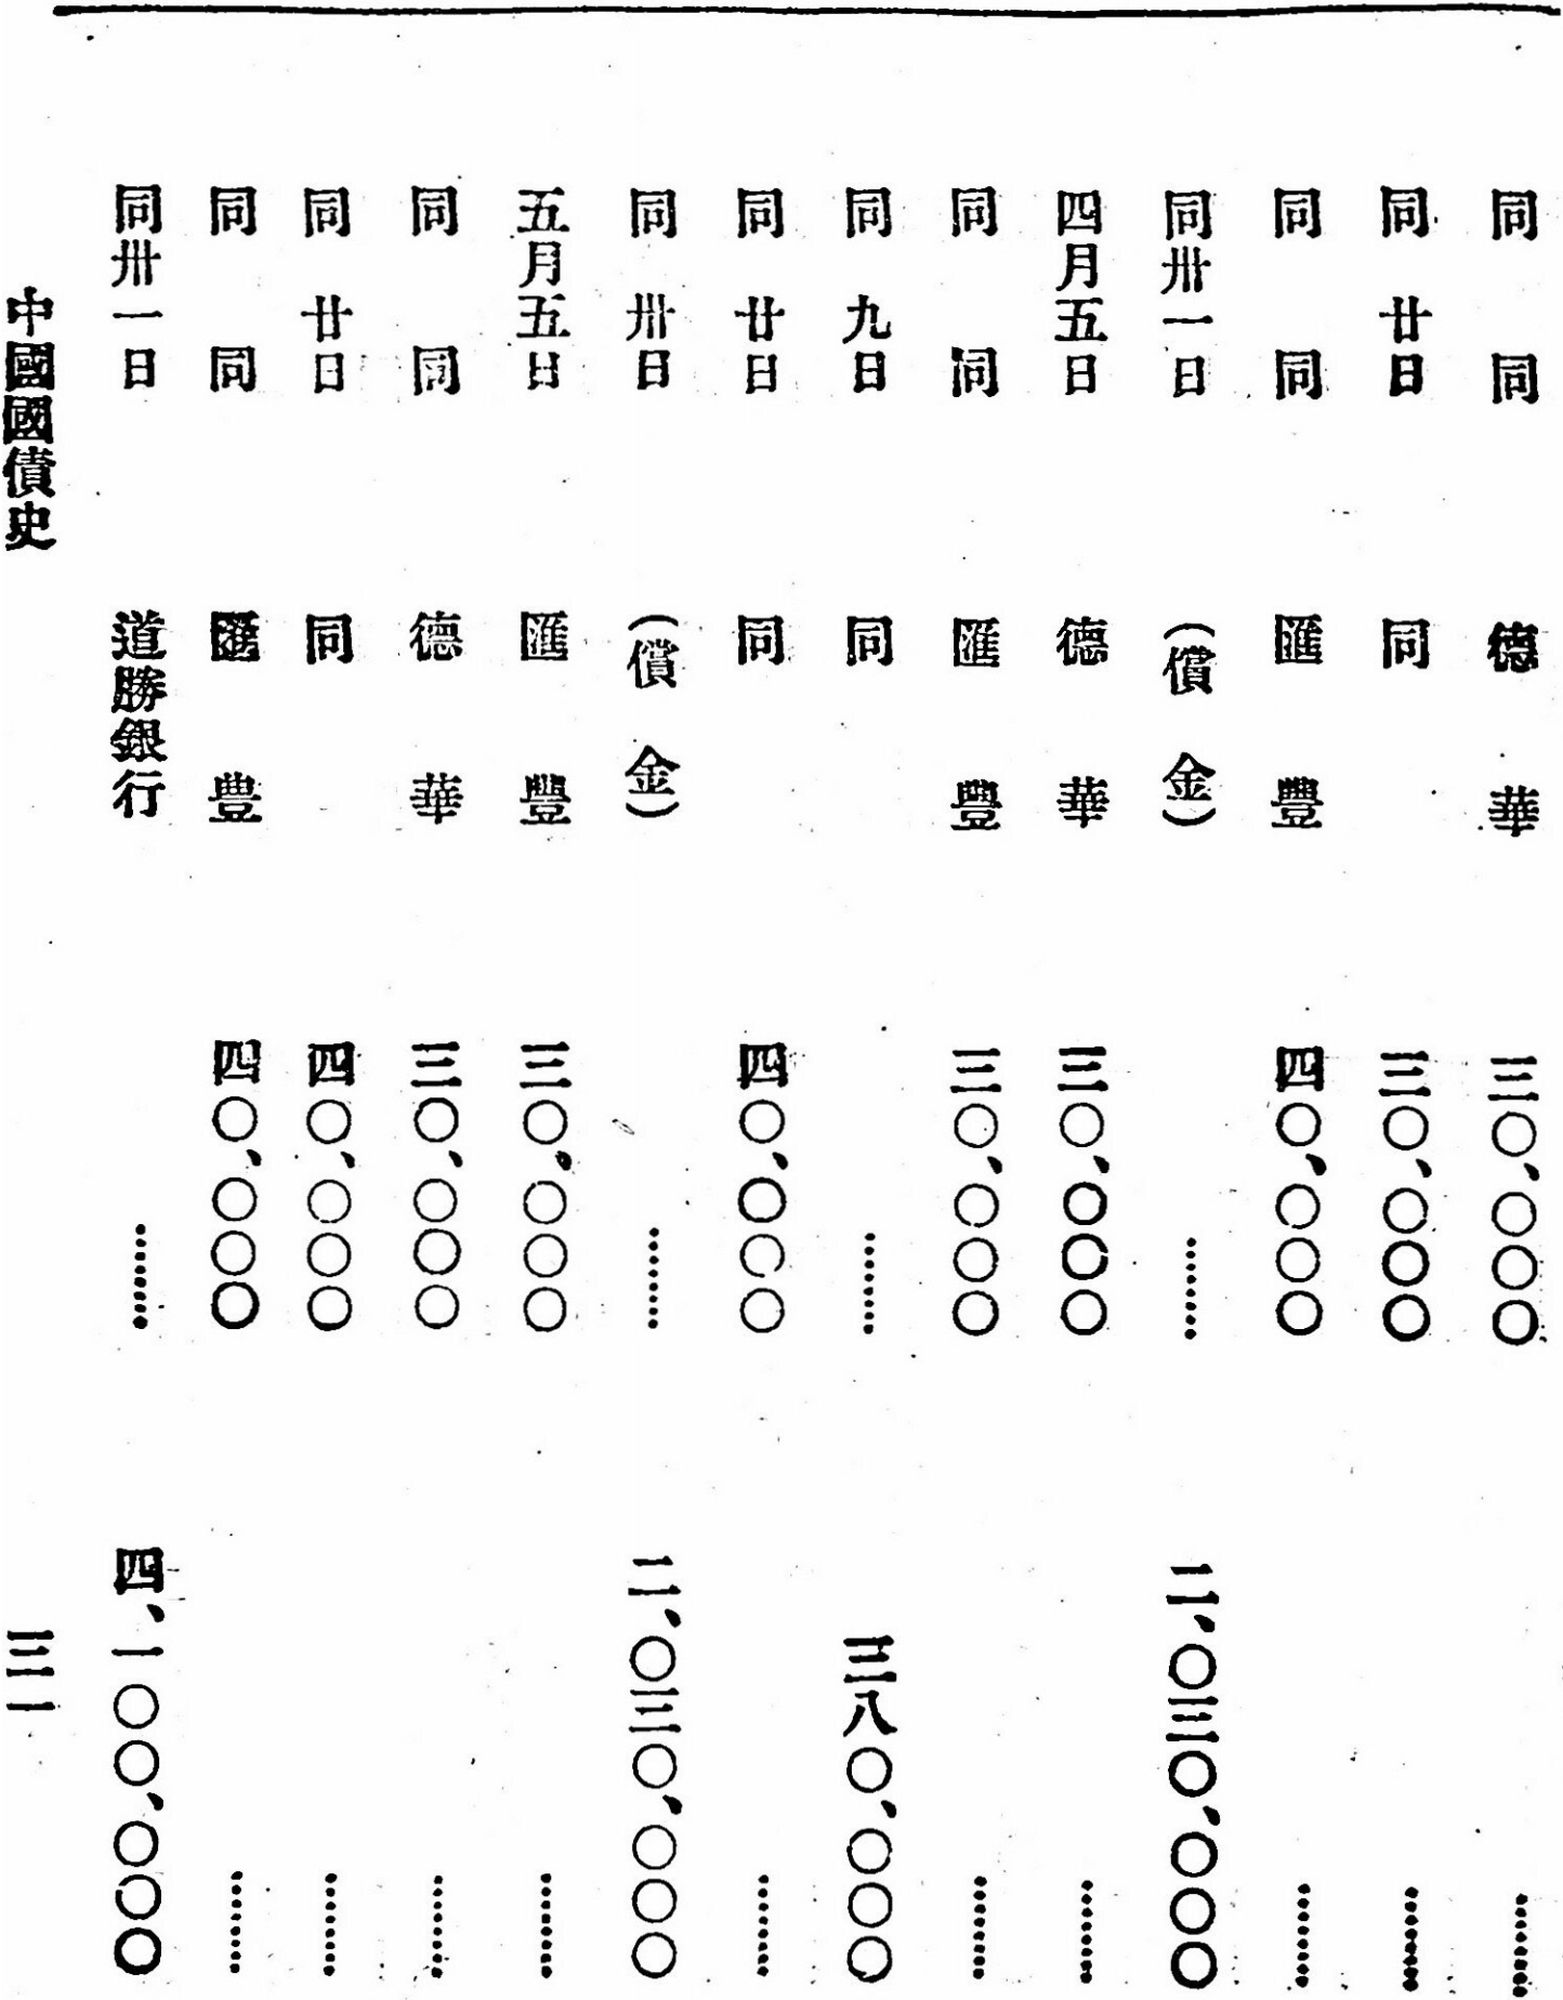 同　同　德　華　三〇、〇〇〇　………
同　廿日　同　三〇、〇〇〇　………
同　同　匯　豐　四〇、〇〇〇　………
同卅一日　（償　金）　………　二、〇三〇、〇〇〇
四月五日　德　華　三〇、〇〇〇　………
同　同　匯　豐　三〇、〇〇〇　………
同　九日　同　………　三八〇、〇〇〇
同　廿日　同　四〇、〇〇〇　………
同　卅日　（償　金）　………　二、〇三〇、〇〇〇
五月五日　匯　豐　三〇、〇〇〇　………
同　同　德　華　三〇、〇〇〇　………
同　廿日　同　四〇、〇〇〇　………
同　同　匯　豊　四〇、〇〇〇　………
同卅一日　道勝銀行　………　四、一〇〇、〇〇〇
中國國債史　三十一